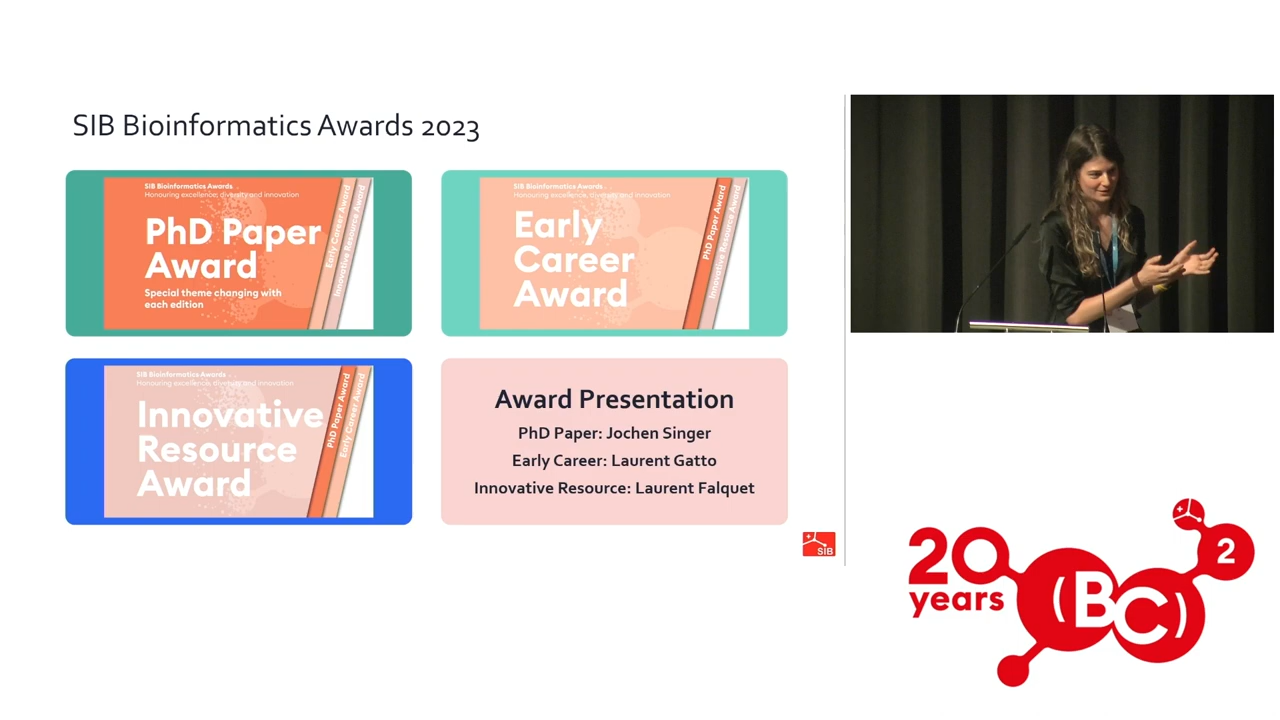 SIB Bioinformatics Awards 2023
SIB Bioinformatics Awards
Honouring excellence, diversity and innovation
PhD Paper
Award
Special theme changing with
each edition
Early Career Award
Innovative Resource Award
SIB Bioinformatics Awards
Honouring excellence, diversity and innovation
Early
Career
Award
PhD Paper Award
Innovative Resource Award
SIB Bioinformatics Awards
Honouring excellence, diversity and innovation
Innovative
Resource
Award
PhD Paper Award
Early Career Award
Award Presentation
PhD Paper: Jochen Singer
Early Career: Laurent Gatto
Innovative Resource: Laurent Falquet
SIB
20
years
(BC)
2